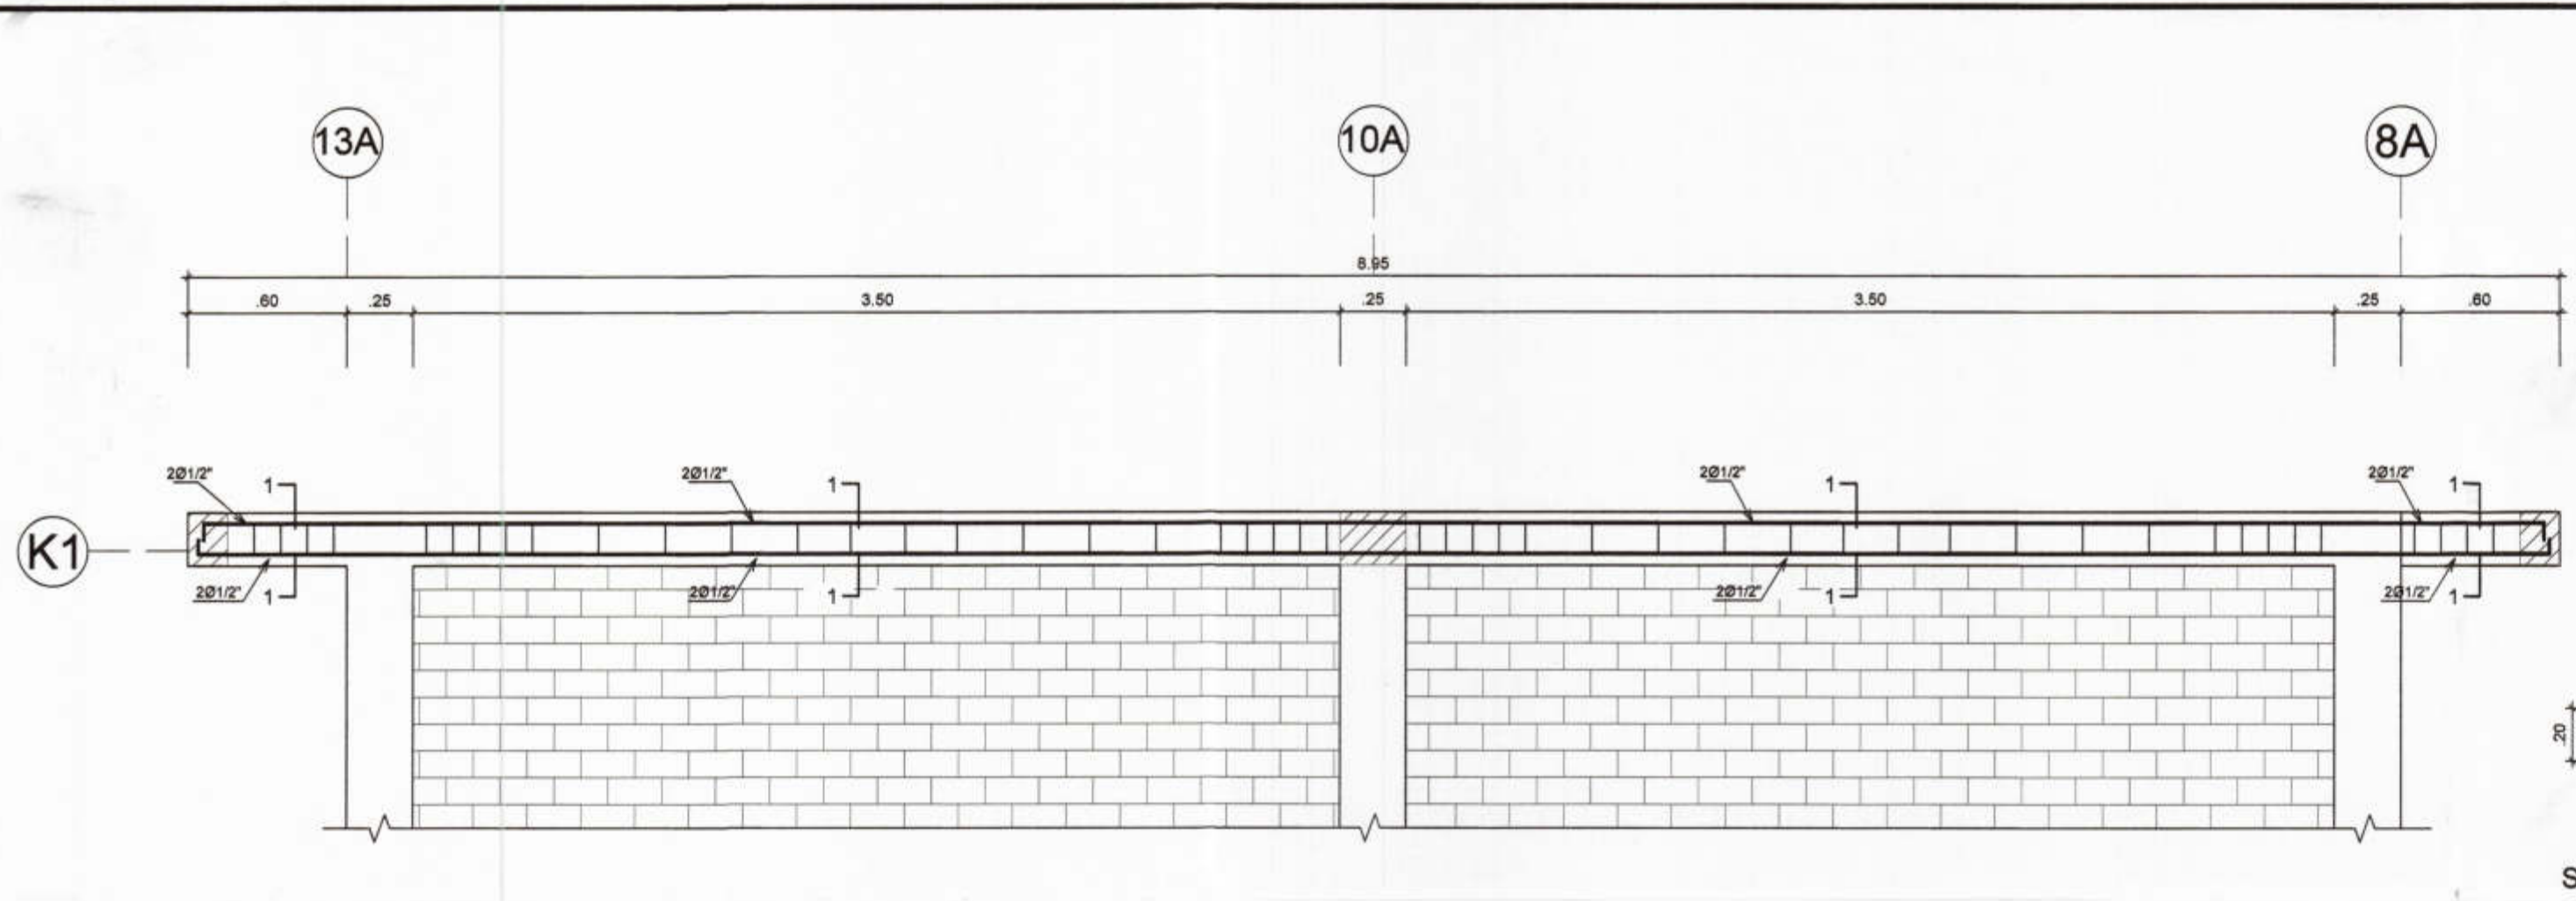 13A
10A
8A
8.95
.60 .25 3.50 .25 3.50 .25 .60
2Ø1/2" 1 2Ø1/2" 1 2Ø1/2" 1 2Ø1/2" 1
K1
2Ø1/2" 1 2Ø1/2" 1 2Ø1/2" 1 2Ø1/2" 1
.20
S